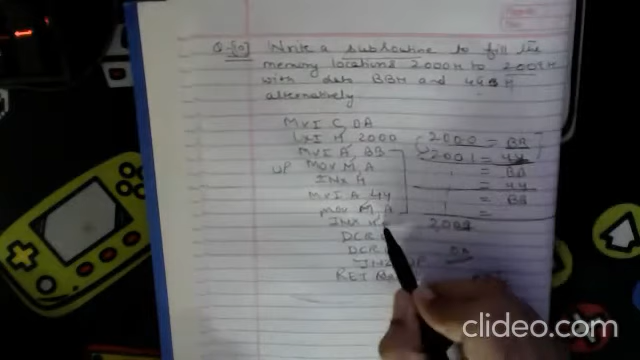 Q-10] Write a subroutine to fill the
memory locations 2000H to 2009H
with data BBH and 44H
alternatively
MVI C, 0A
LXI H, 2000
MVI A, BB
UP MOV M, A
INX H
MVI A, 44
MOV M, A
INX H
DCR
DCR
JNZ UP
RET
2000 = BB
2001 = 44
= BB
= 44
= BB
=
2009
0A
clideo.com